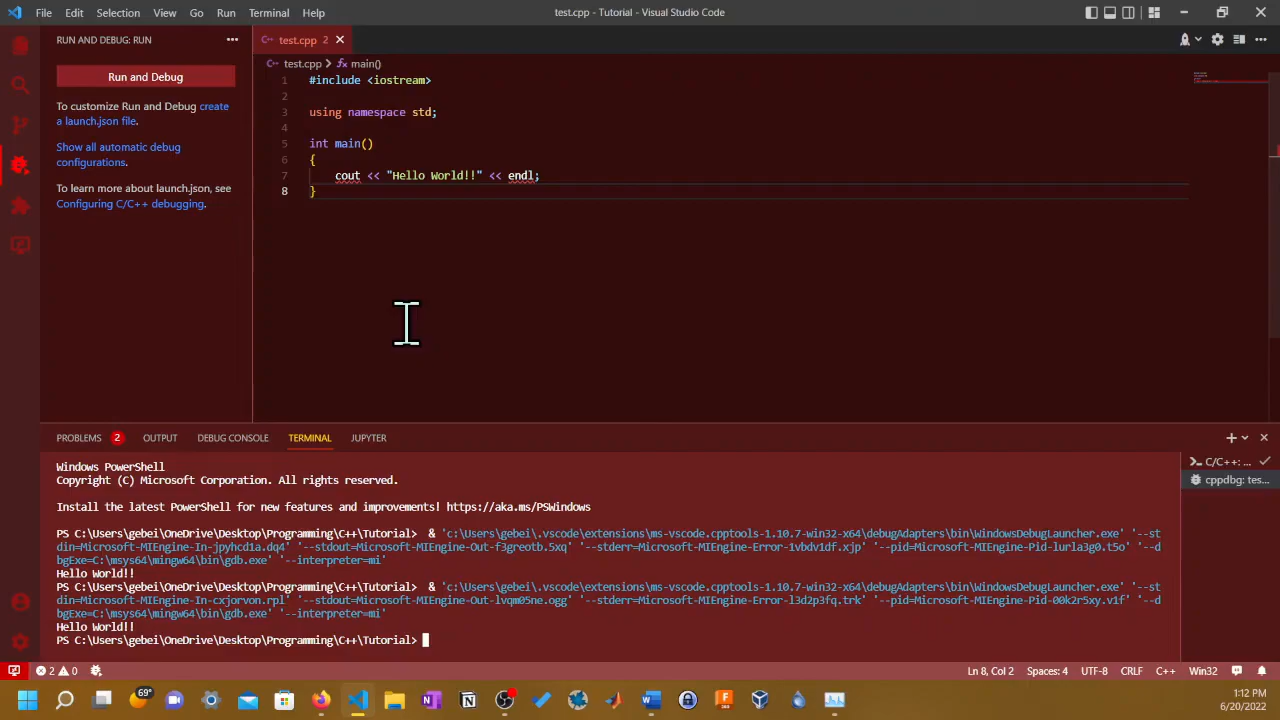 File Edit Selection View Go Run Terminal Help
test.cpp - Tutorial - Visual Studio Code
RUN AND DEBUG: RUN
Run and Debug
To customize Run and Debug create
a launch.json file.
Show all automatic debug
configurations.
To learn more about launch.json, see
Configuring C/C++ debugging.
test.cpp 2
test.cpp > main()
1 #include <iostream>
2
3 using namespace std;
4
5 int main()
6 {
7 cout << "Hello World!!" << endl;
8 }
PROBLEMS 2 OUTPUT DEBUG CONSOLE TERMINAL JUPYTER
Windows PowerShell
Copyright (C) Microsoft Corporation. All rights reserved.
Install the latest PowerShell for new features and improvements! https://aka.ms/PSWindows
PS C:\Users\gebei\OneDrive\Desktop\Programming\C++\Tutorial> & 'c:\Users\gebei\.vscode\extensions\ms-vscode.cpptools-1.10.7-win32-x64\debugAdapters\bin\WindowsDebugLauncher.exe' '--st
din=Microsoft-MIEngine-In-jpyhcd1a.dq4' '--stdout=Microsoft-MIEngine-Out-f3greotb.5xq' '--stderr=Microsoft-MIEngine-Error-1vbdv1df.xjp' '--pid=Microsoft-MIEngine-Pid-lurla3g0.t5o' '--d
bgExe=C:\msys64\mingw64\bin\gdb.exe' '--interpreter=mi'
Hello World!!
PS C:\Users\gebei\OneDrive\Desktop\Programming\C++\Tutorial> & 'c:\Users\gebei\.vscode\extensions\ms-vscode.cpptools-1.10.7-win32-x64\debugAdapters\bin\WindowsDebugLauncher.exe' '--st
din=Microsoft-MIEngine-In-cxjorvon.rpl' '--stdout=Microsoft-MIEngine-Out-lvqm05ne.ogg' '--stderr=Microsoft-MIEngine-Error-l3d2p3fq.trk' '--pid=Microsoft-MIEngine-Pid-00k2r5xy.v1f' '--d
bgExe=C:\msys64\mingw64\bin\gdb.exe' '--interpreter=mi'
Hello World!!
PS C:\Users\gebei\OneDrive\Desktop\Programming\C++\Tutorial>
C/C++: ...
cppdbg: tes...
2 0
Ln 8, Col 2 Spaces: 4 UTF-8 CRLF C++ Win32
69°
1:12 PM
6/20/2022